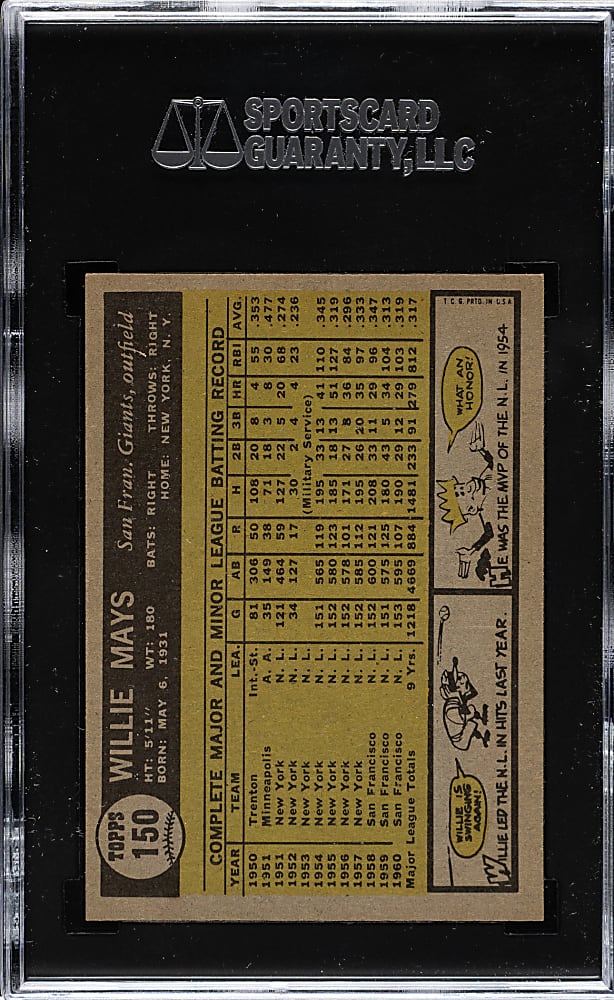 SPORTSCARD
GUARANTY, LLC
TOPPS
150
WILLIE MAYS San Fran. Giants, outfield
HT: 5'11" WT: 180 BATS: RIGHT THROWS: RIGHT
BORN: MAY 6, 1931 HOME: NEW YORK, N. Y.
COMPLETE MAJOR AND MINOR LEAGUE BATTING RECORD
YEAR TEAM LEA. G AB R H 2B 3B HR RBI AVG.
1950 Trenton Int.-St. 81 306 50 108 20 8 4 55 .353
1951 Minneapolis A. A. 35 149 38 71 18 3 8 30 .477
1951 New York N. L. 121 464 59 127 22 5 20 68 .274
1952 New York N. L. 34 127 17 30 2 4 4 23 .236
1953 New York N. L. (Military Service)
1954 New York N. L. 151 565 119 195 33 13 41 110 .345
1955 New York N. L. 152 580 123 185 18 13 51 127 .319
1956 New York N. L. 152 578 101 171 27 8 36 84 .296
1957 New York N. L. 152 585 112 195 26 20 35 97 .333
1958 San Francisco N. L. 152 600 121 208 33 11 29 96 .347
1959 San Francisco N. L. 151 575 125 180 43 5 34 104 .313
1960 San Francisco N. L. 153 595 107 190 29 12 29 103 .319
Major League Totals 9 Yrs. 1218 4669 884 1481 233 91 279 812 .317
WILLIE IS
SWINGING
AGAIN!
WILLIE LED THE N.L. IN HITS LAST YEAR.
T. C. G. PRTD. IN U.S.A.
WHAT AN
HONOR!
HE WAS THE MVP OF THE N.L. IN 1954